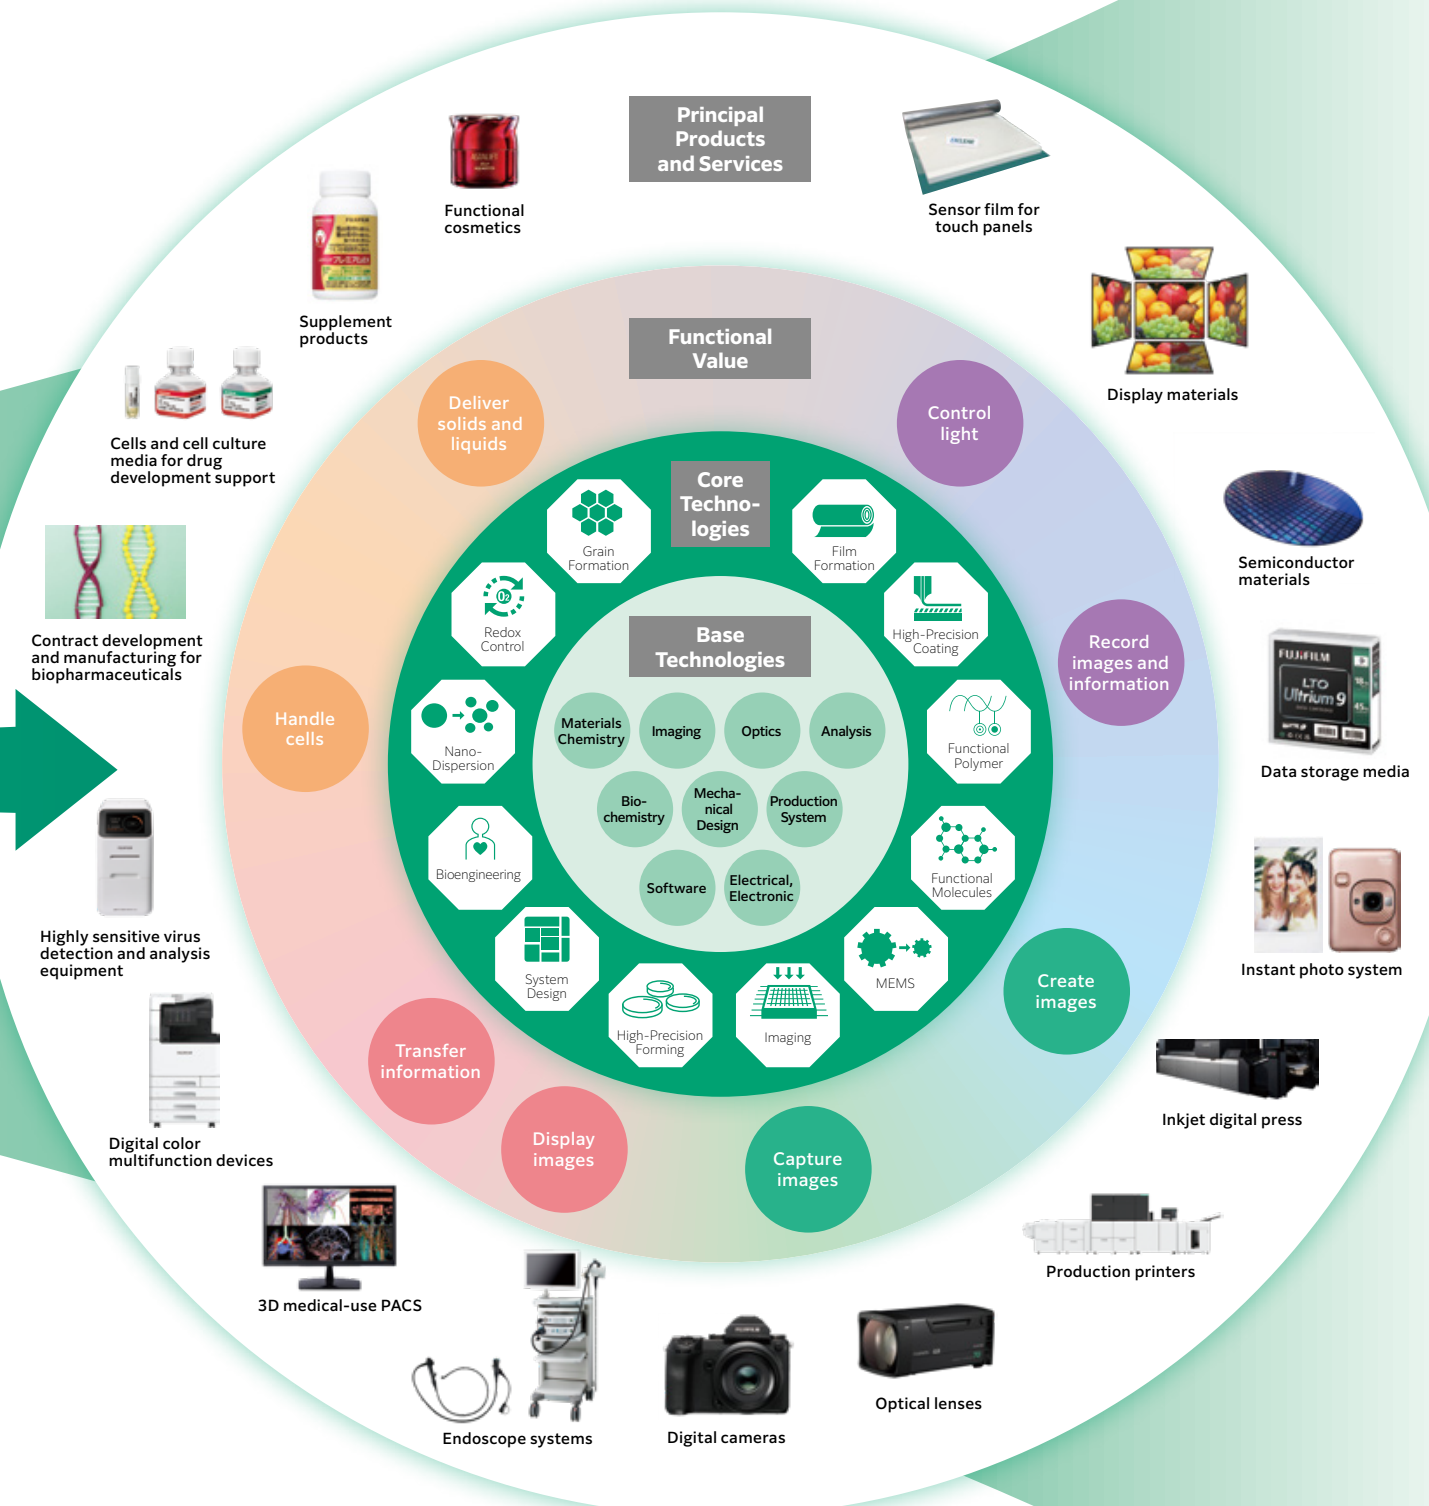 Principal
Products
and Services
Functional
cosmetics
Sensor film for
touch panels
Supplement
products
Display materials
Cells and cell culture
media for drug
development support
Semiconductor
materials
Contract development
and manufacturing for
biopharmaceuticals
FUJIFILM
LTO
Ultrium 9
Data storage media
Highly sensitive virus
detection and analysis
equipment
Instant photo system
Digital color
multifunction devices
Inkjet digital press
3D medical-use PACS
Production printers
Endoscope systems
Digital cameras
Optical lenses
Functional
Value
Deliver
solids and
liquids
Control
light
Handle
cells
Record
images and
information
Transfer
information
Create
images
Display
images
Capture
images
Core
Techno-
logies
Grain
Formation
Film
Formation
Redox
Control
O2
High-Precision
Coating
Nano-
Dispersion
Functional
Polymer
Bioengineering
Functional
Molecules
System
Design
MEMS
High-Precision
Forming
Imaging
Base
Technologies
Materials
Chemistry
Imaging
Optics
Analysis
Bio-
chemistry
Mecha-
nical
Design
Production
System
Software
Electrical,
Electronic